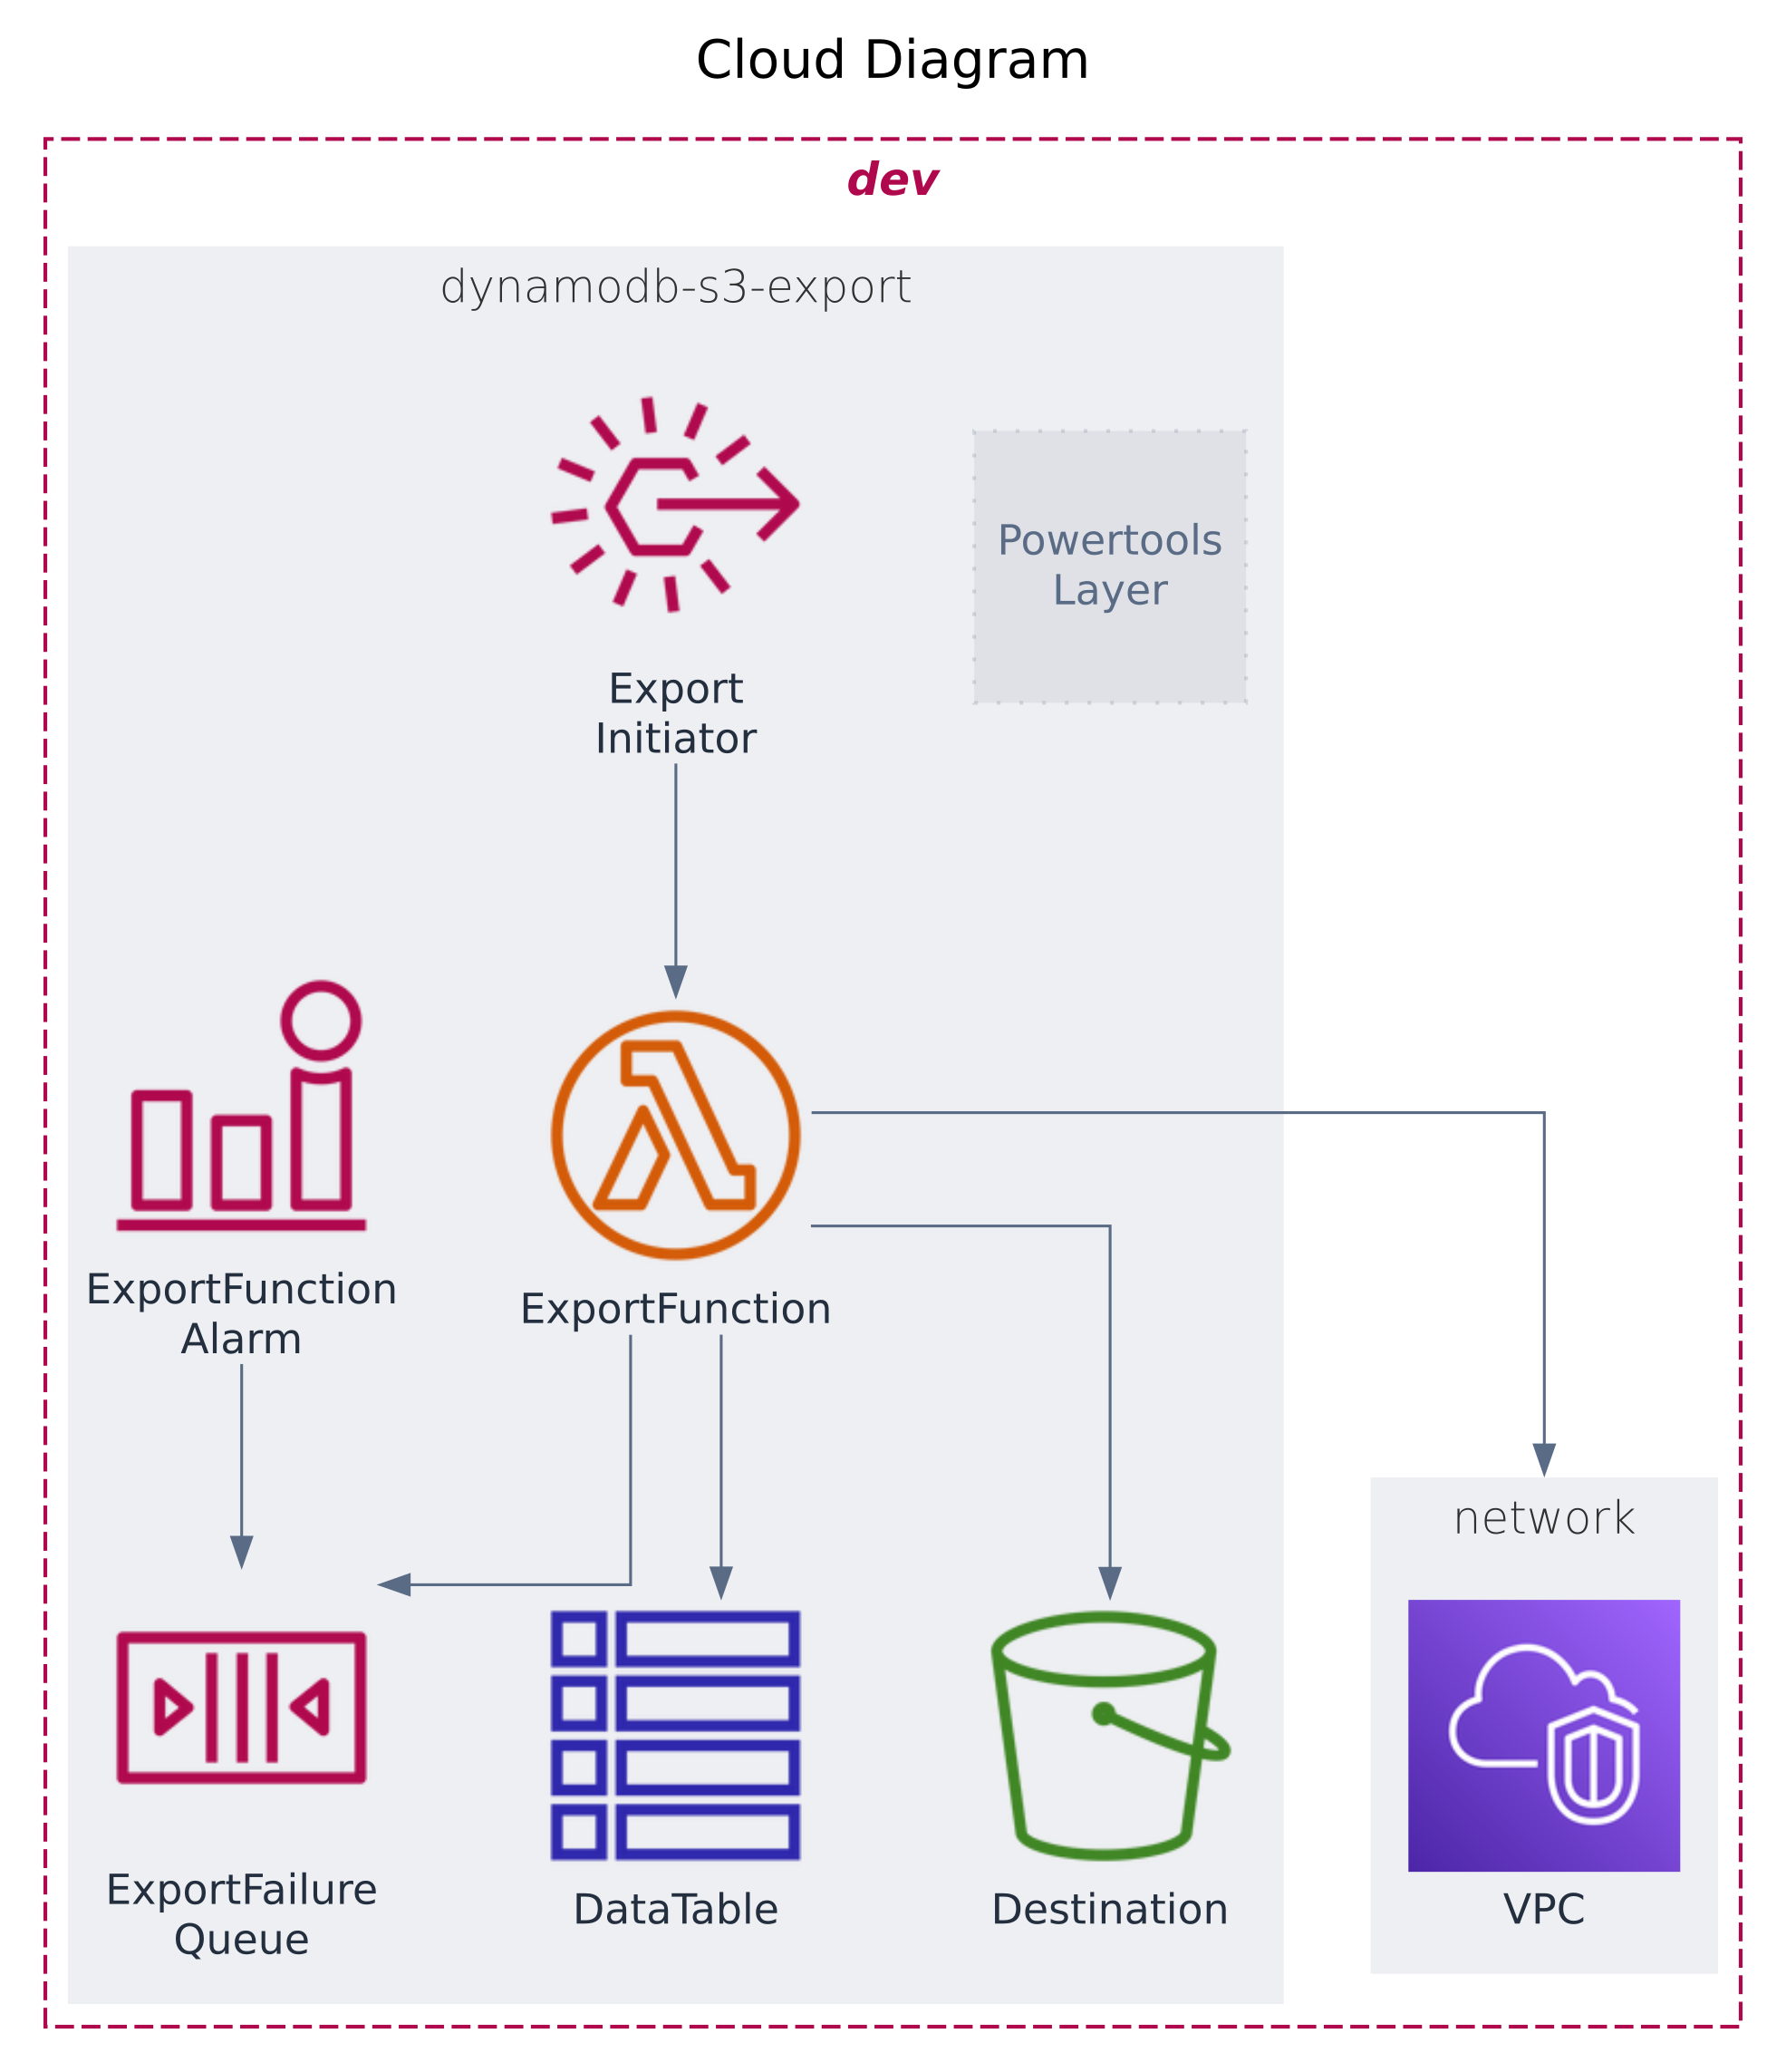 Cloud Diagram
dev
dynamodb-s3-export
Export
Initiator
Powertools
Layer
ExportFunction
Alarm
ExportFunction
network
ExportFailure
Queue
DataTable
Destination
VPC